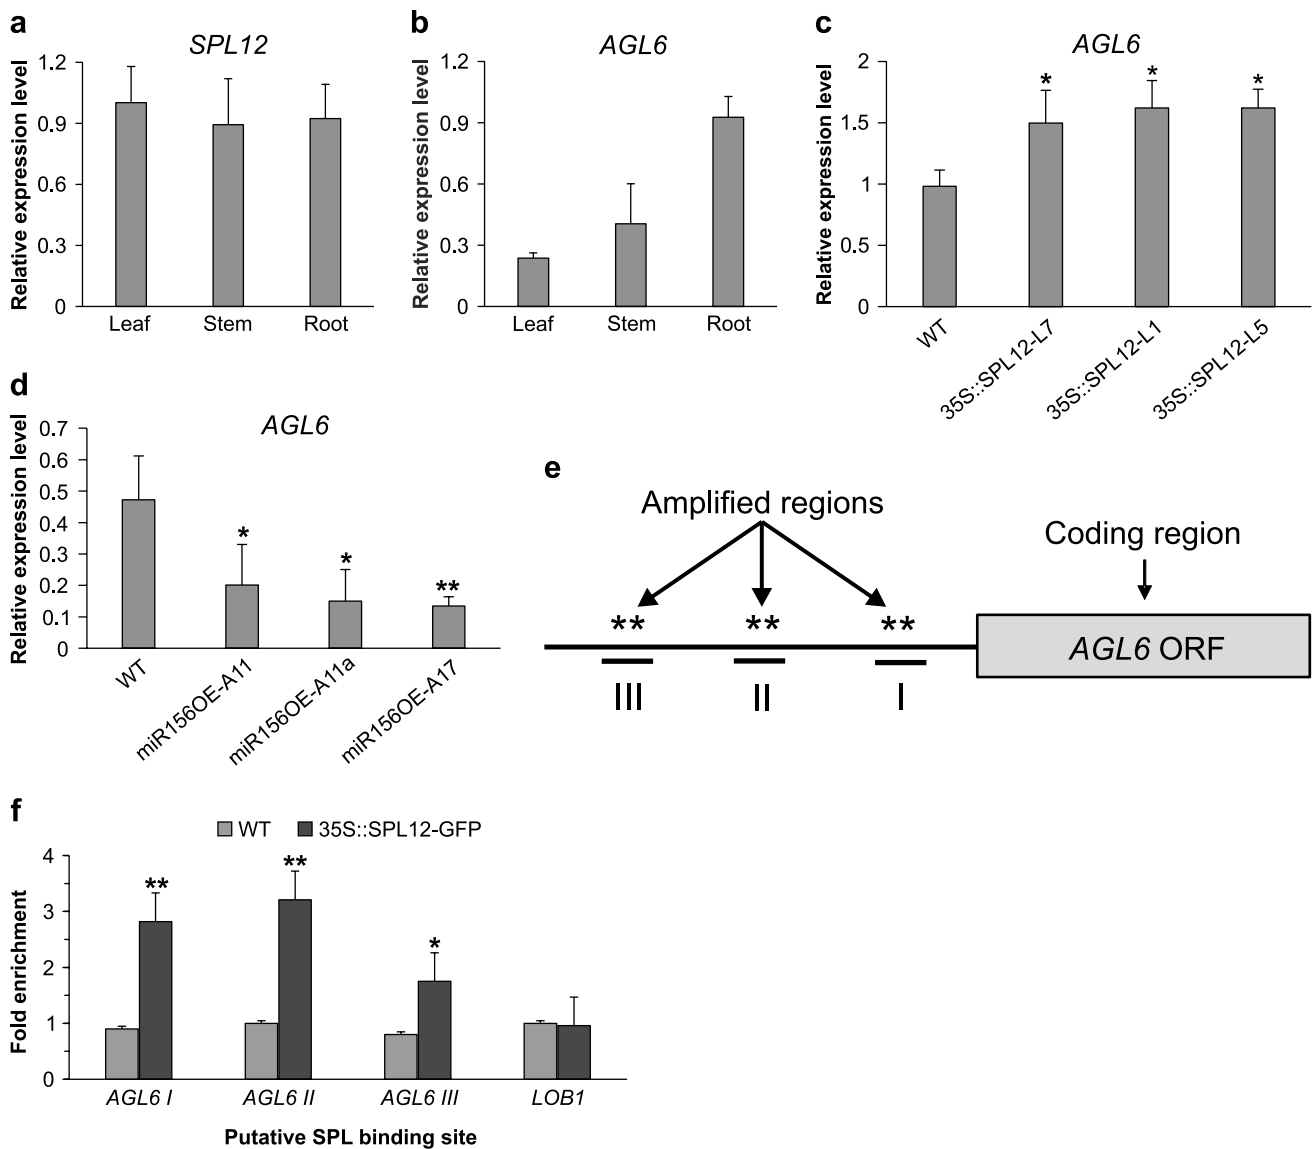 a
SPL12
Relative expression level
1.2
0.9
0.6
0.3
0
Leaf Stem Root
b
AGL6
Relative expression level
1.2
0.9
0.6
0.3
0
Leaf Stem Root
c
AGL6
Relative expression level
2
1.5
1
0.5
0
* * *
WT 35S::SPL12-L7 35S::SPL12-L1 35S::SPL12-L5
d
AGL6
Relative expression level
0.7
0.6
0.5
0.4
0.3
0.2
0.1
0
* * **
WT miR156OE-A11 miR156OE-A11a miR156OE-A17
e
Amplified regions
Coding region
** ** **
AGL6 ORF
III II I
f
WT 35S::SPL12-GFP
Fold enrichment
4
3
2
1
0
** ** *
AGL6 I AGL6 II AGL6 III LOB1
Putative SPL binding site